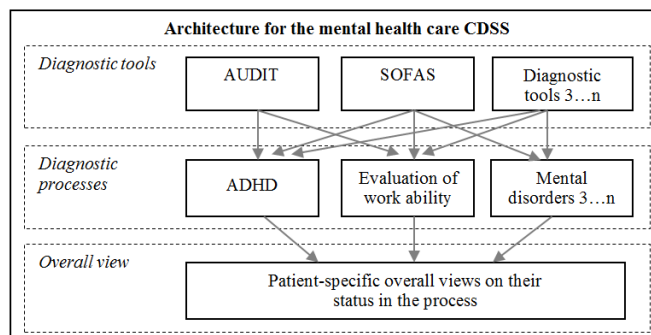 Architecture for the mental health care CDSS
Diagnostic tools
AUDIT
SOFAS
Diagnostic
tools 3…n
Diagnostic
processes
ADHD
Evaluation of
work ability
Mental
disorders 3…n
Overall view
Patient-specific overall views on their
status in the process